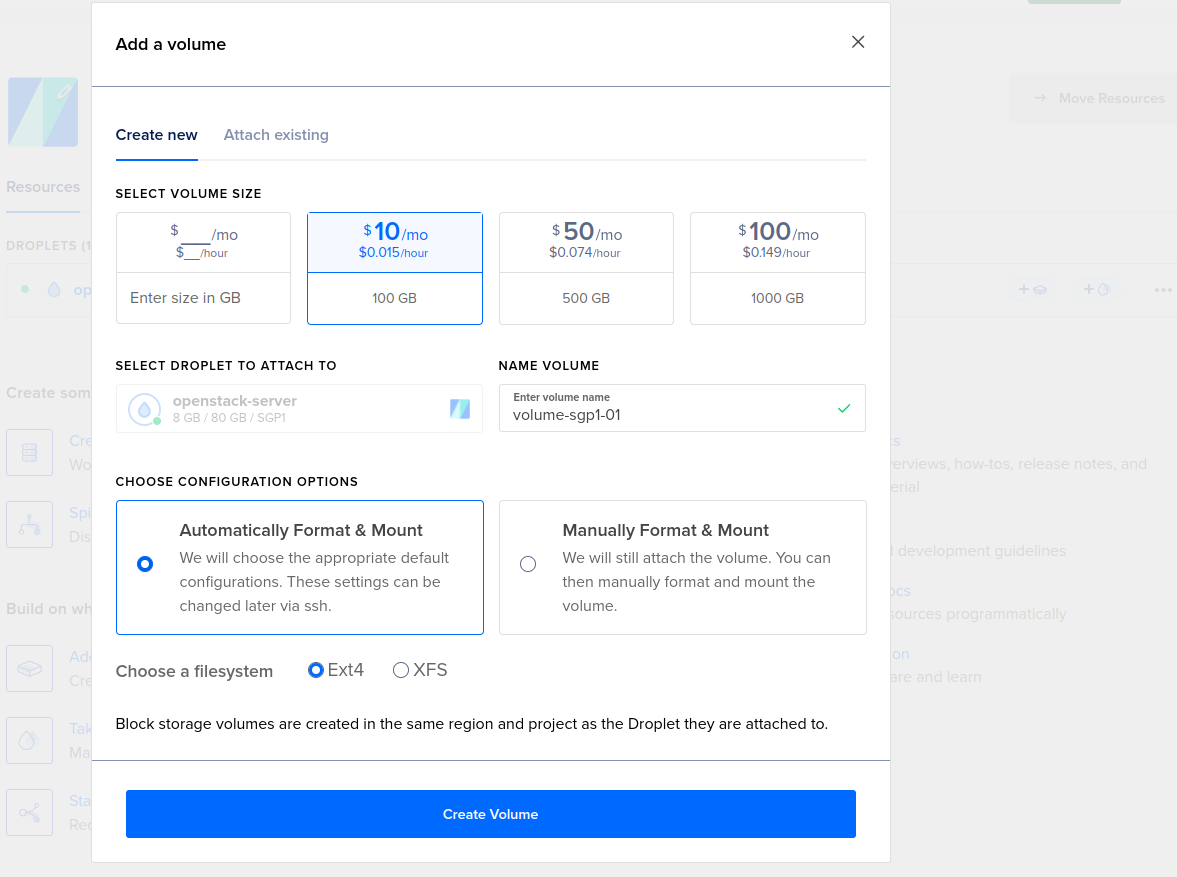 Add a volume
Move Resources
Create new
Attach existing
Resources
SELECT VOLUME SIZE
$ ___/mo
$__/hour
Enter size in GB
$10/mo
$0.015/hour
100 GB
$50/mo
$0.074/hour
500 GB
$100/mo
$0.149/hour
1000 GB
DROPLETS (1
op
SELECT DROPLET TO ATTACH TO
openstack-server
8 GB / 80 GB / SGP1
NAME VOLUME
Enter volume name
volume-sgp1-01
Create som
Cre
Wo
cs
verviews, how-tos, release notes, and
erial
CHOOSE CONFIGURATION OPTIONS
Automatically Format & Mount
We will choose the appropriate default
configurations. These settings can be
changed later via ssh.
Manually Format & Mount
We will still attach the volume. You can
then manually format and mount the
volume.
Spi
Dis
d development guidelines
ocs
sources programmatically
Build on wh
Add
Cre
on
are and learn
Choose a filesystem
Ext4
XFS
Tak
Ma
Block storage volumes are created in the same region and project as the Droplet they are attached to.
Sta
Rec
Create Volume